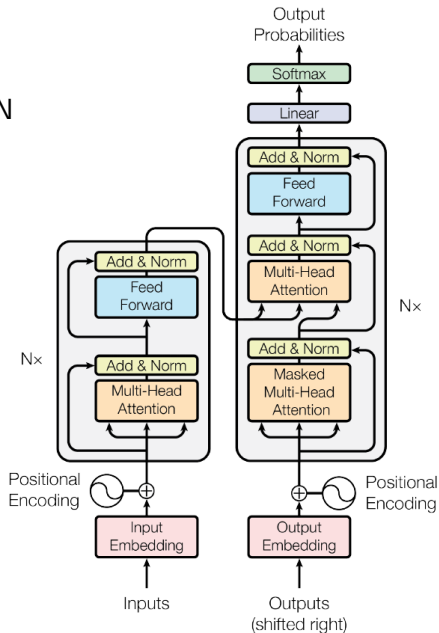 Output
Probabilities
Softmax
N
Linear
Add & Norm
Feed
Forward
Add & Norm
Multi-Head
Attention
Nx
Add & Norm
Masked
Multi-Head
Attention
Add & Norm
Feed
Forward
Nx
Add & Norm
Multi-Head
Attention
Positional
Encoding
Positional
Encoding
Input
Embedding
Output
Embedding
Inputs
Outputs
(shifted right)